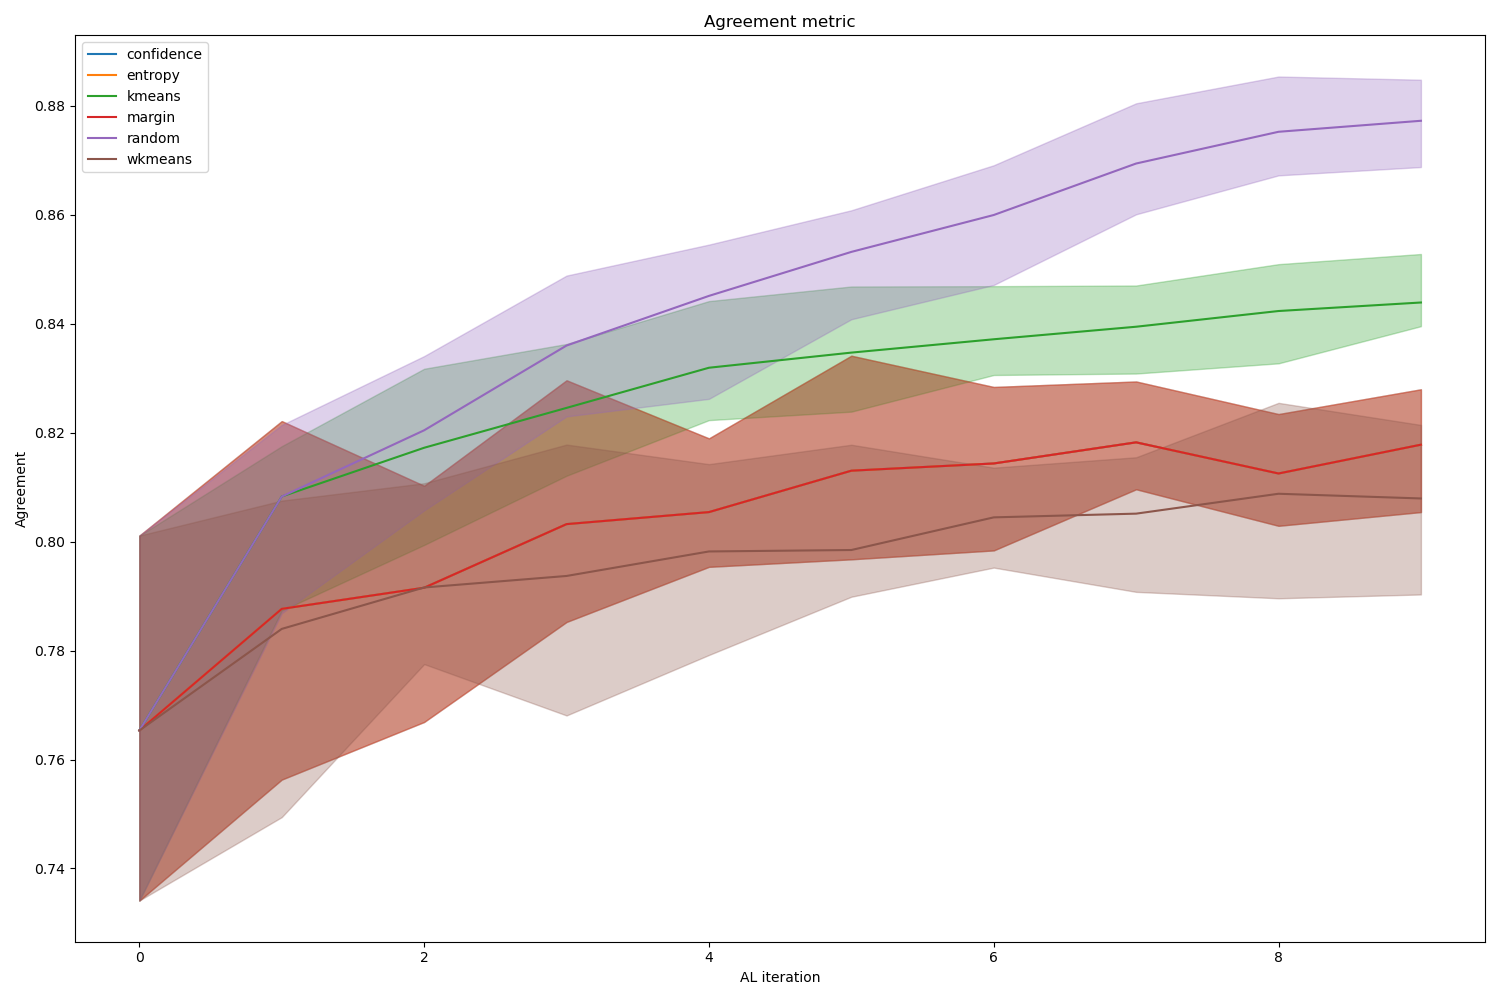 Agreement metric
confidence
entropy
kmeans
margin
random
wkmeans
Agreement
0.88
0.86
0.84
0.82
0.80
0.78
0.76
0.74
0 2 4 6 8
AL iteration